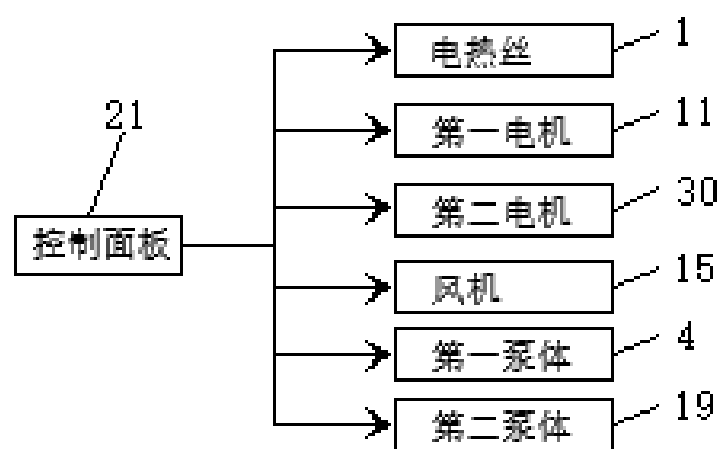 电热丝 1
21
第一电机 11
第二电机 30
控制面板
风机 15
第一泵体 4
第二泵体 19